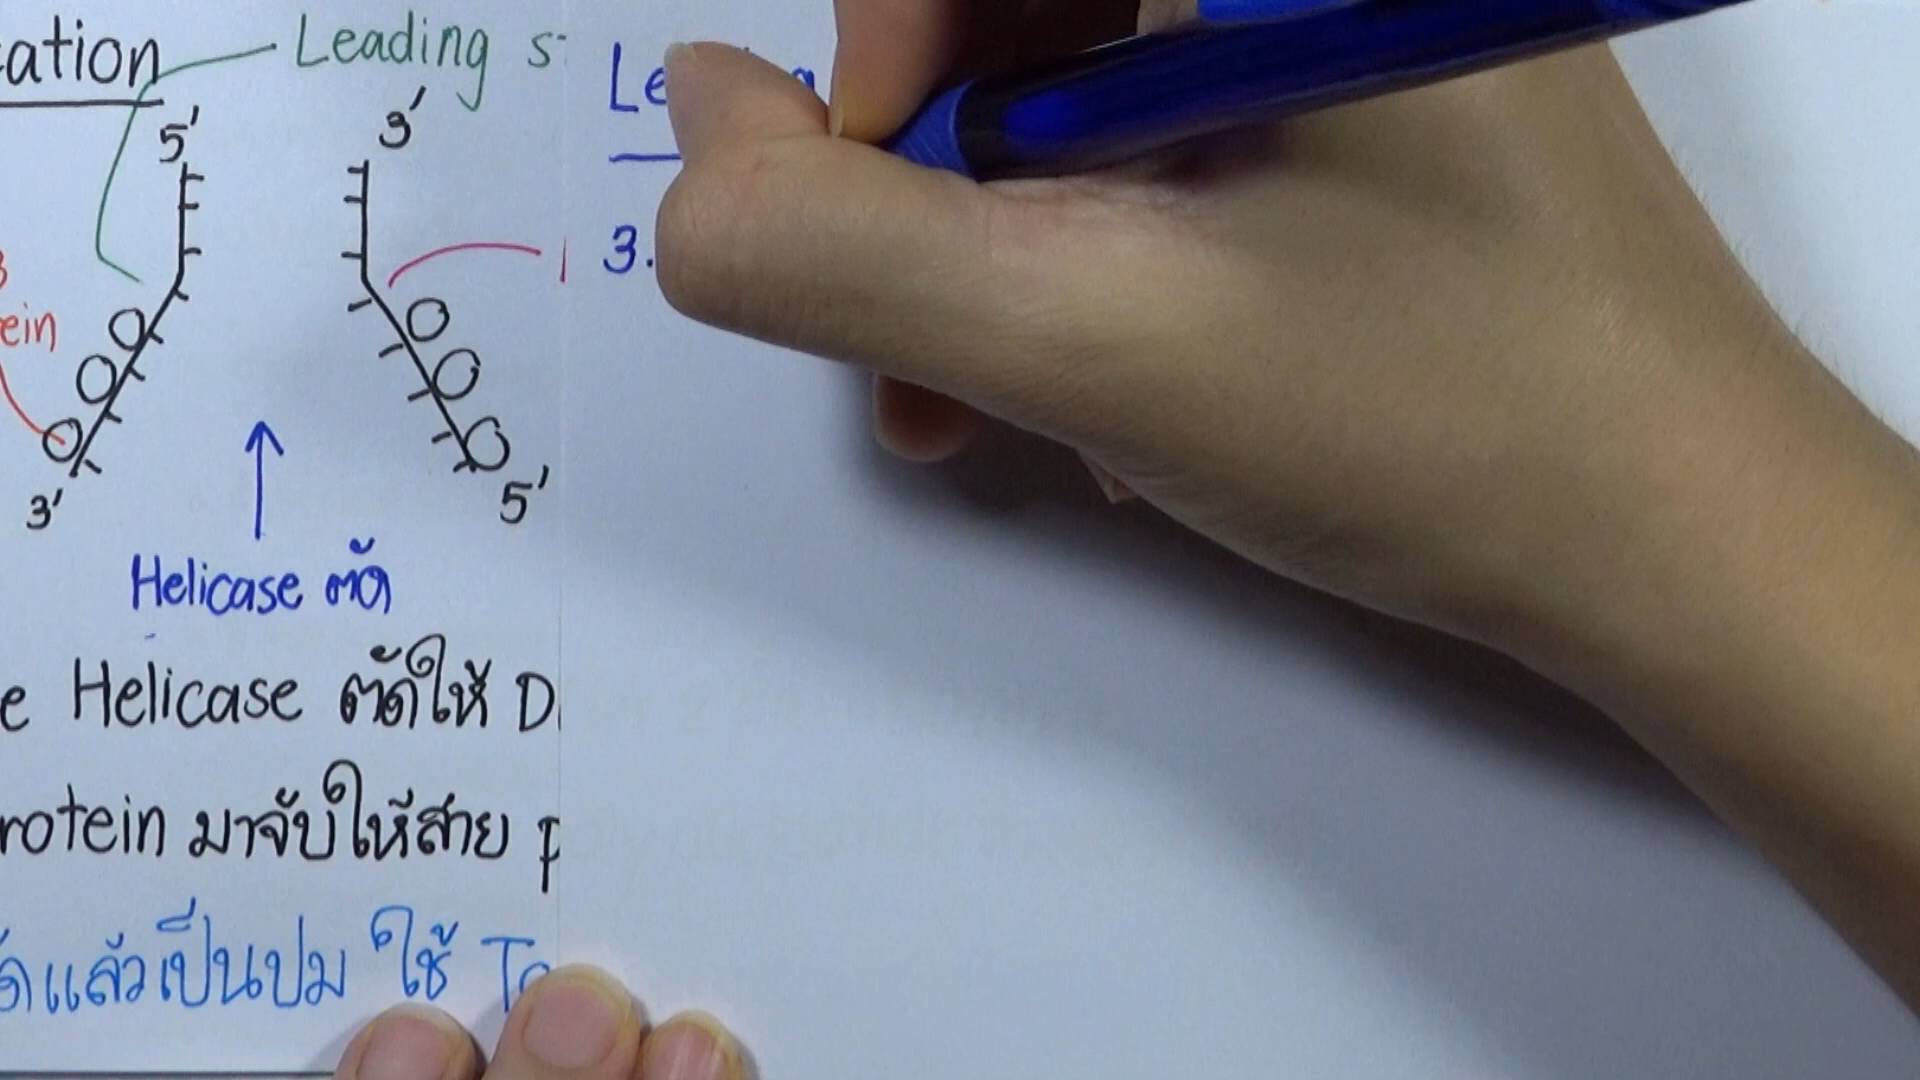 ation
Leading s
5'
3'
ein
3'
5'
Helicase ตัด
e Helicase ตัดให้ D
rotein มาจับให้สาย p
ดแล้วเป็นปม ใช้ To
Le
3.